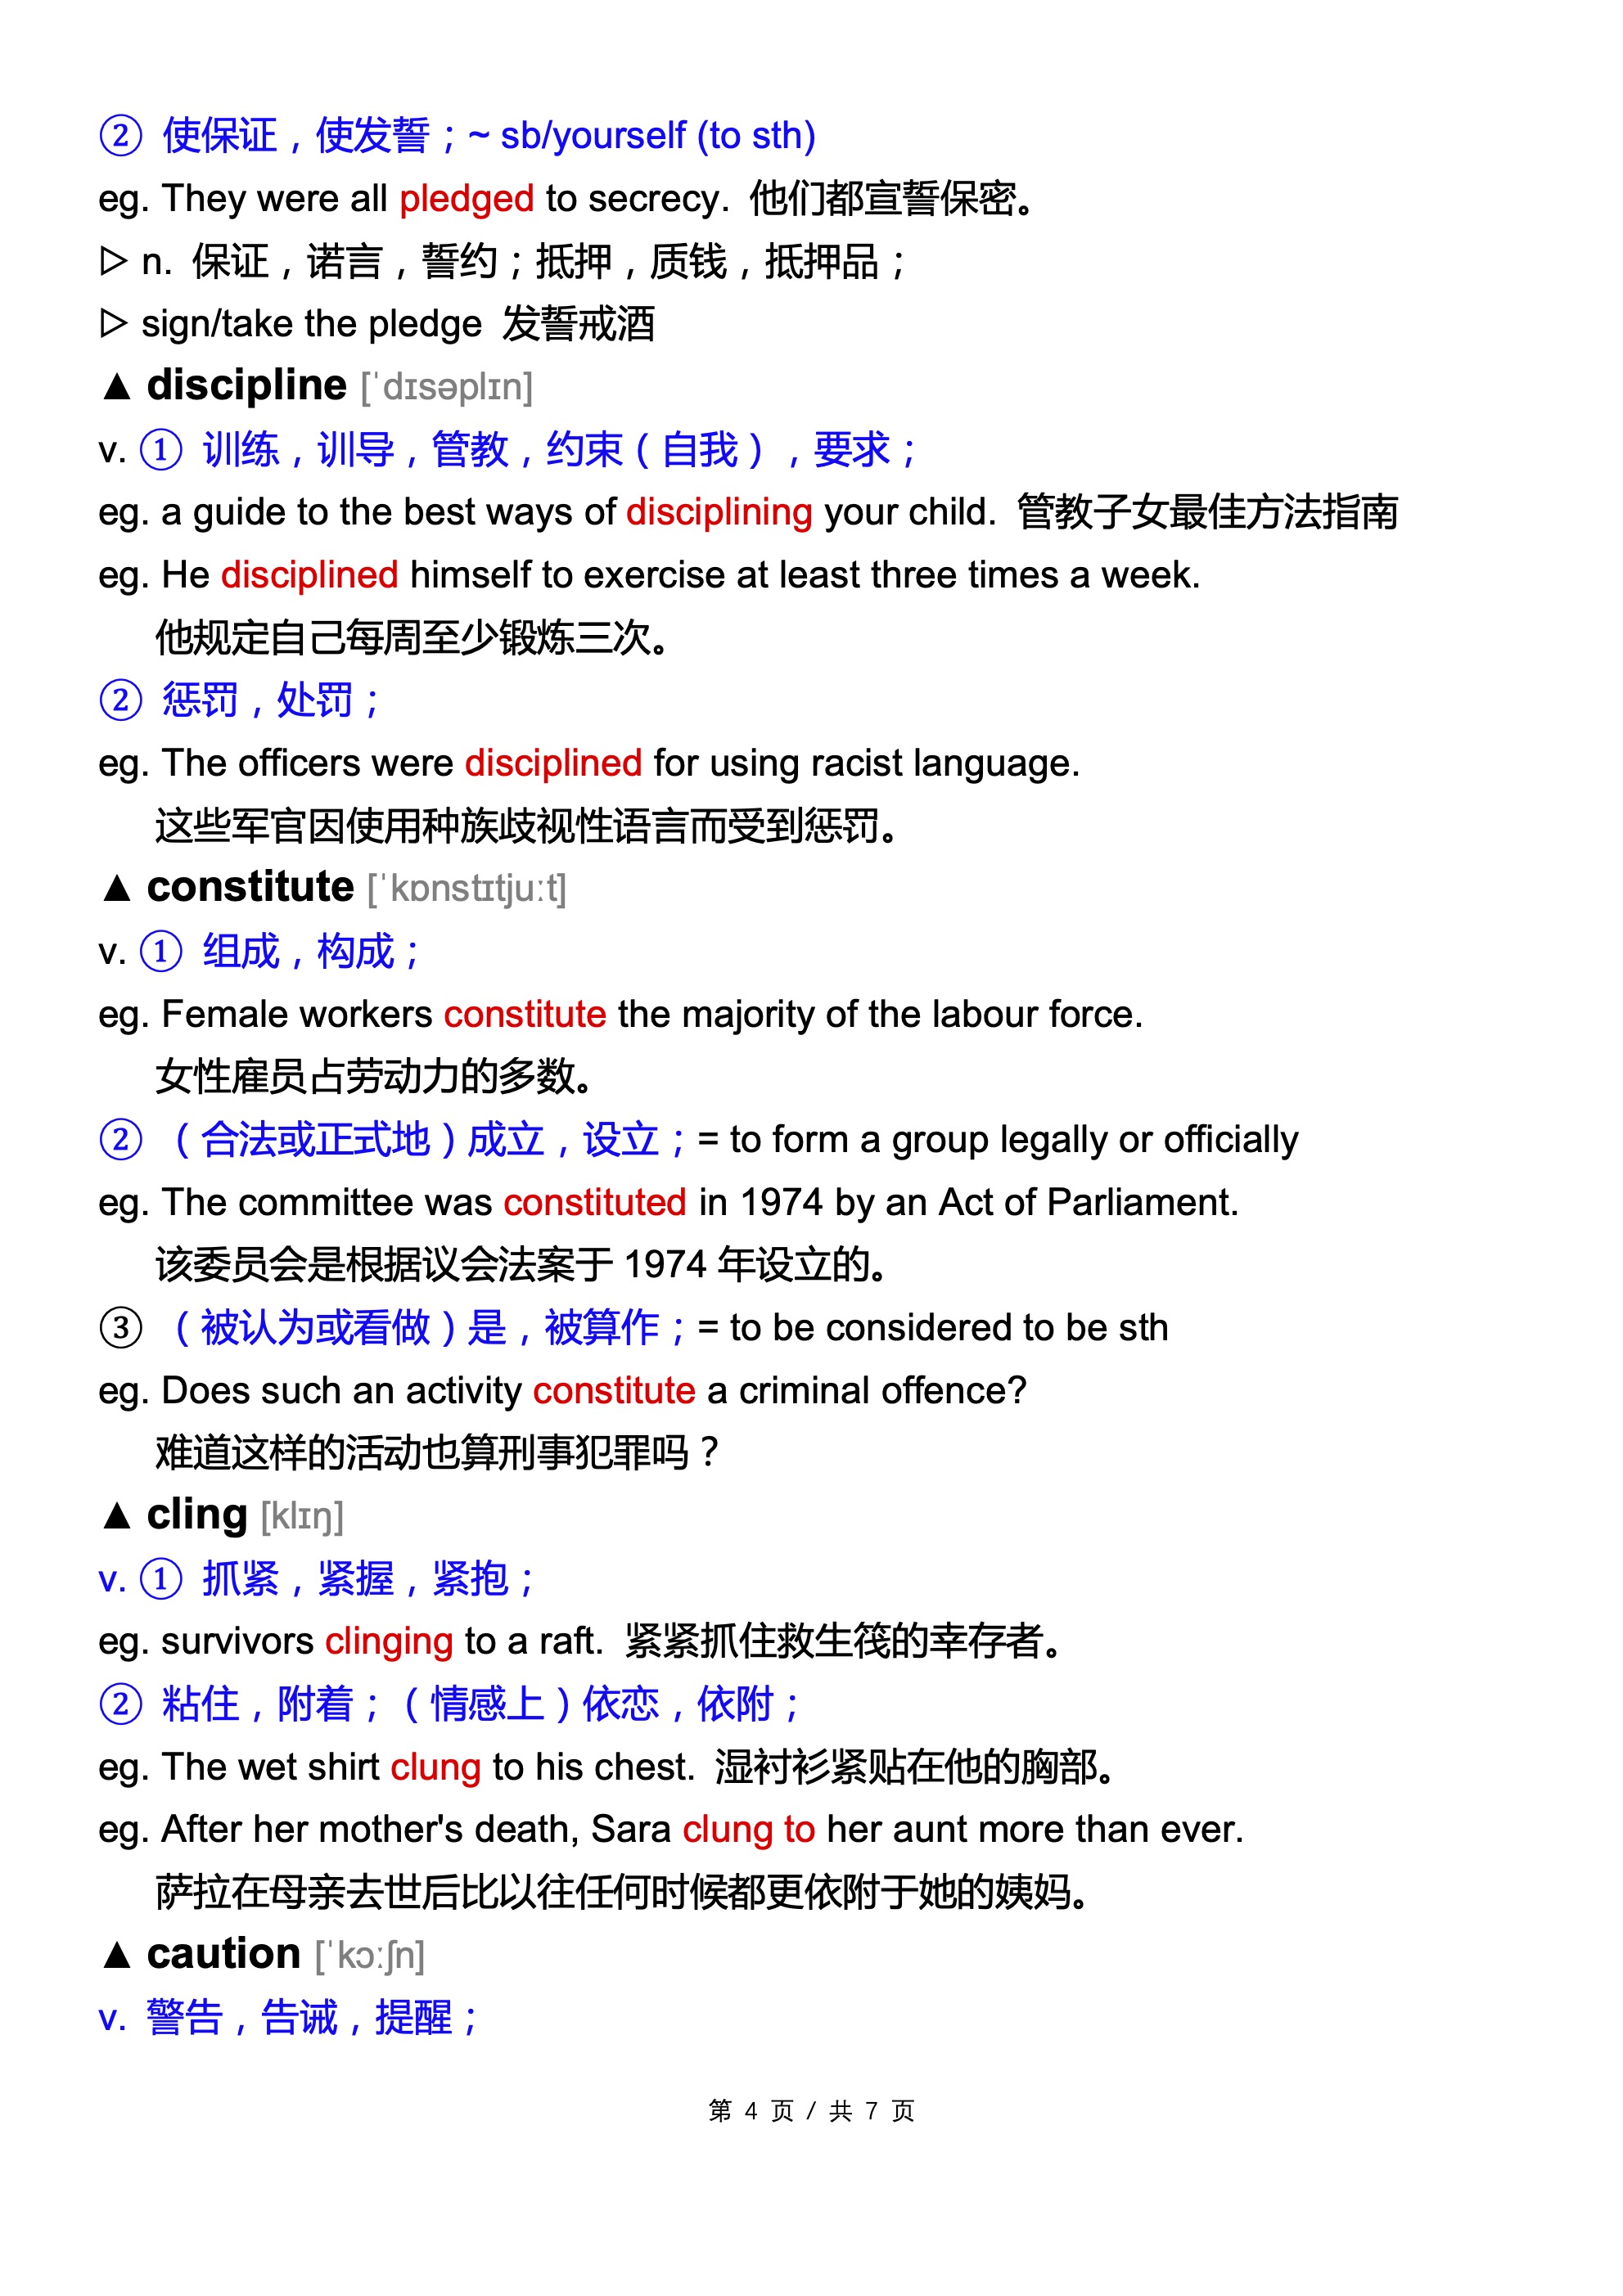 ② 使保证，使发誓；~ sb/yourself (to sth)
eg. They were all pledged to secrecy. 他们都宣誓保密。
▷ n. 保证，诺言，誓约；抵押，质钱，抵押品；
▷ sign/take the pledge 发誓戒酒
▲ discipline [ˈdɪsəplɪn]
v. ① 训练，训导，管教，约束（自我），要求；
eg. a guide to the best ways of disciplining your child. 管教子女最佳方法指南
eg. He disciplined himself to exercise at least three times a week.
他规定自己每周至少锻炼三次。
② 惩罚，处罚；
eg. The officers were disciplined for using racist language.
这些军官因使用种族歧视性语言而受到惩罚。
▲ constitute [ˈkɒnstɪtjuːt]
v. ① 组成，构成；
eg. Female workers constitute the majority of the labour force.
女性雇员占劳动力的多数。
② （合法或正式地）成立，设立；= to form a group legally or officially
eg. The committee was constituted in 1974 by an Act of Parliament.
该委员会是根据议会法案于 1974 年设立的。
③ （被认为或看做）是，被算作；= to be considered to be sth
eg. Does such an activity constitute a criminal offence?
难道这样的活动也算刑事犯罪吗？
▲ cling [klɪŋ]
v. ① 抓紧，紧握，紧抱；
eg. survivors clinging to a raft. 紧紧抓住救生筏的幸存者。
② 粘住，附着；（情感上）依恋，依附；
eg. The wet shirt clung to his chest. 湿衬衫紧贴在他的胸部。
eg. After her mother's death, Sara clung to her aunt more than ever.
萨拉在母亲去世后比以往任何时候都更依附于她的姨妈。
▲ caution [ˈkɔːʃn]
v. 警告，告诫，提醒；
第 4 页 / 共 7 页